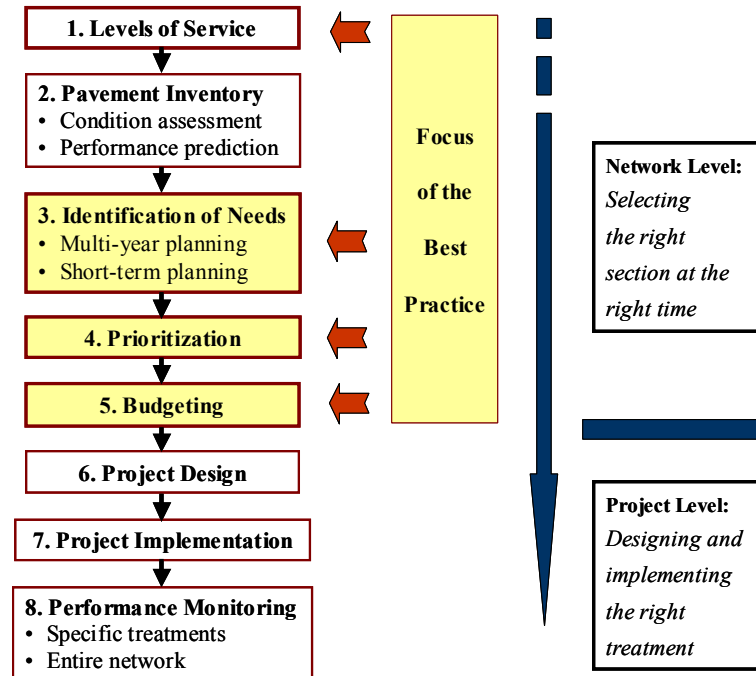 1. Levels of Service
2. Pavement Inventory
• Condition assessment
• Performance prediction
3. Identification of Needs
• Multi-year planning
• Short-term planning
4. Prioritization
5. Budgeting
6. Project Design
7. Project Implementation
8. Performance Monitoring
• Specific treatments
• Entire network
Focus
of the
Best
Practice
Network Level:
Selecting
the right
section at the
right time
Project Level:
Designing and
implementing
the right
treatment